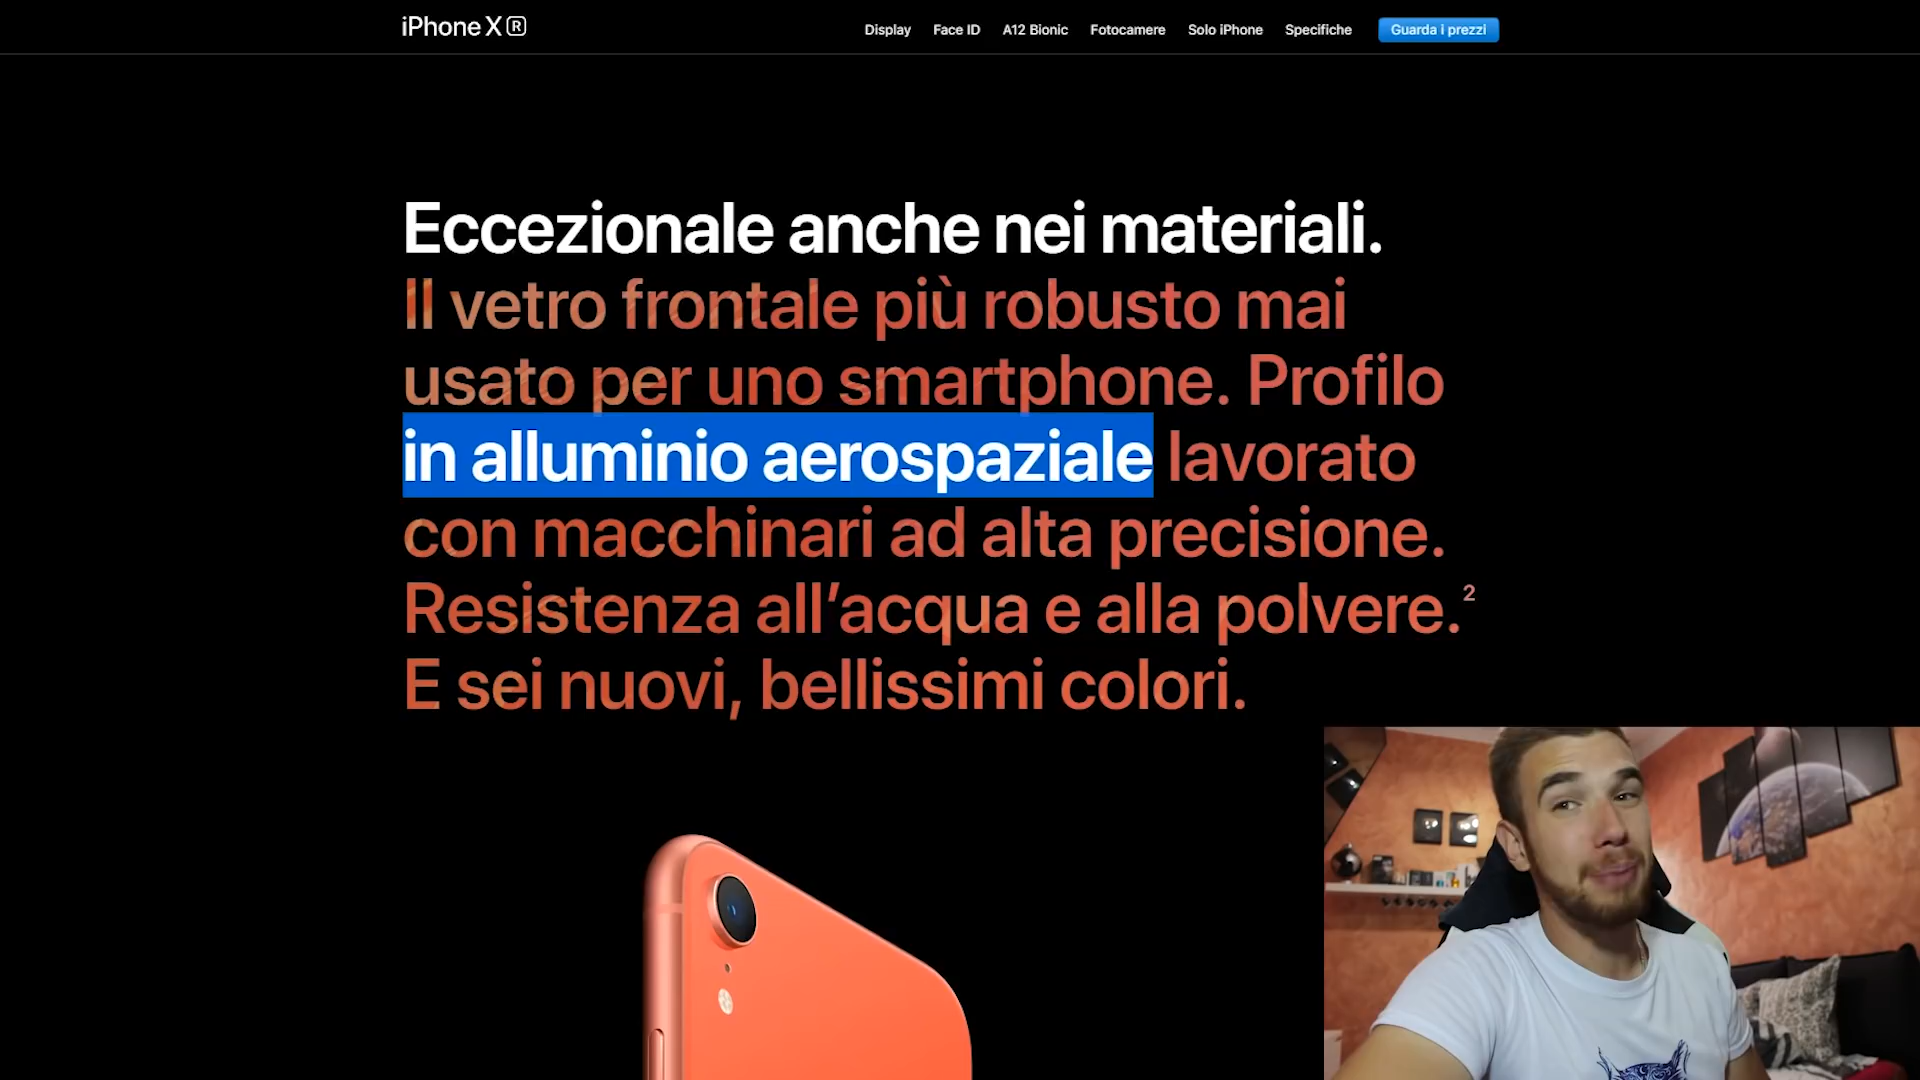 iPhone XR
Display Face ID A12 Bionic Fotocamere Solo iPhone Specifiche Guarda i prezzi
Eccezionale anche nei materiali.
Il vetro frontale più robusto mai
usato per uno smartphone. Profilo
in alluminio aerospaziale lavorato
con macchinari ad alta precisione.
Resistenza all’acqua e alla polvere.²
E sei nuovi, bellissimi colori.